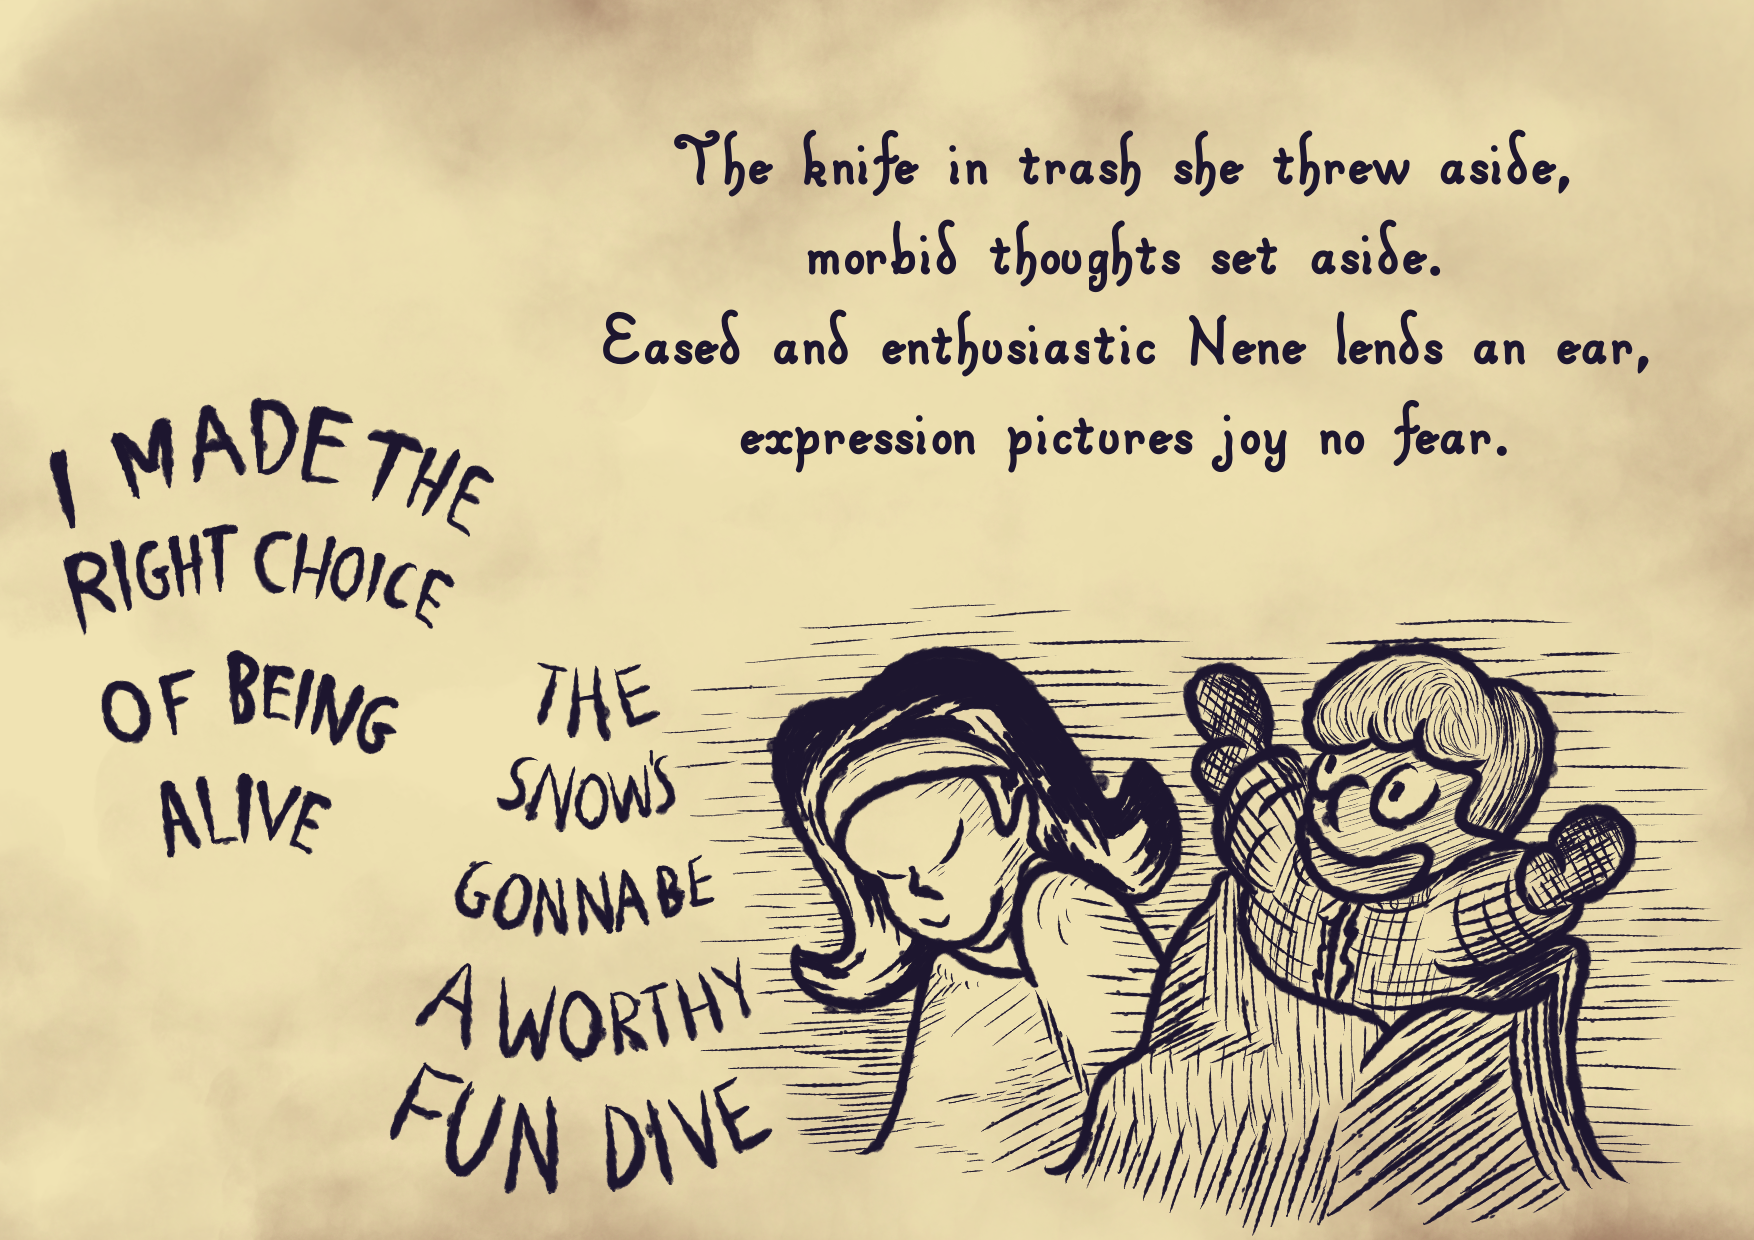 The knife in trash she threw aside,
morbid thoughts set aside.
Eased and enthusiastic Nene lends an ear,
expression pictures joy no fear.
I MADE THE
RIGHT CHOICE
OF BEING
ALIVE
THE
SNOW'S
GONNA BE
A WORTHY
FUN DIVE